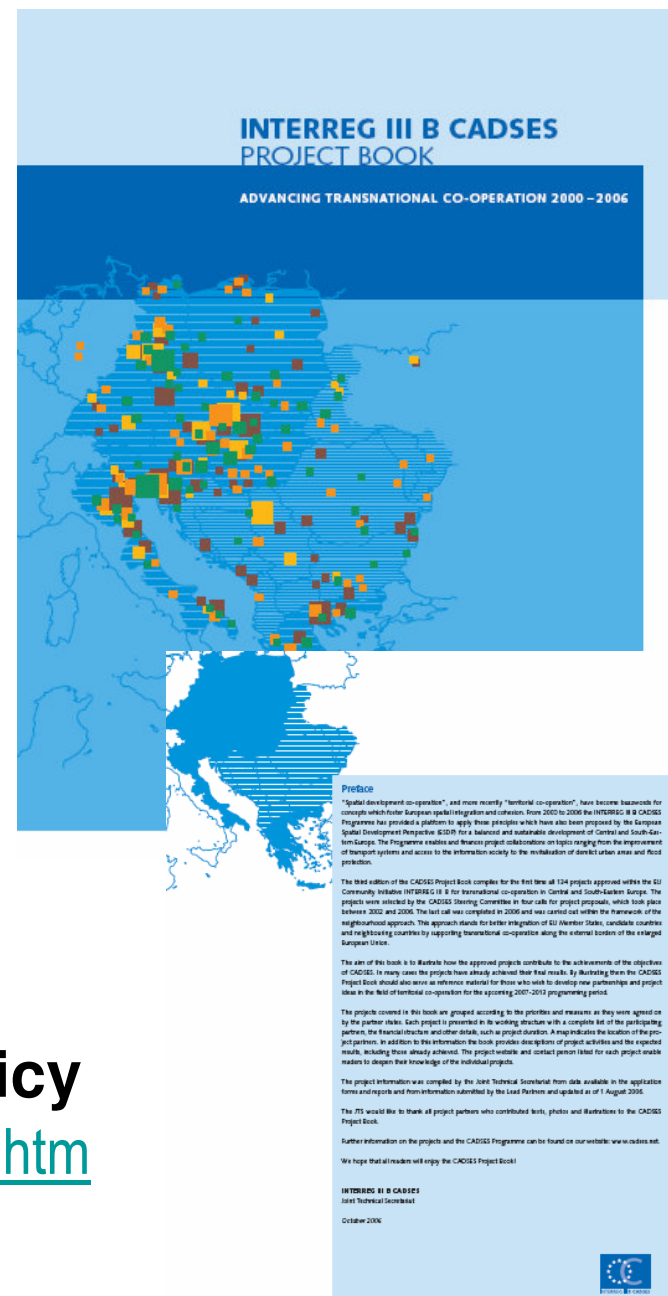 INTERREG III B CADSES
PROJECT BOOK
ADVANCING TRANSNATIONAL CO-OPERATION 2000 – 2006
Preface
"Spatial development co-operation", and more recently "territorial co-operation", have become buzzwords for
concepts which foster European spatial integration and cohesion. From 2000 to 2006 the INTERREG III B CADSES
Programme has provided a platform to apply these principles which have also been proposed by the European
Spatial Development Perspective (ESDP) for a balanced and sustainable development of Central and South-Eas-
tern Europe. The Programme enables and finances project collaborations on topics ranging from the improvement
of transport systems and access to the information society to the revitalisation of derelict urban areas and flood
protection.
The third edition of the CADSES Project Book compiles for the first time all 134 projects approved within the EU
Community Initiative INTERREG III B for transnational co-operation in Central and South-Eastern Europe. The
projects were selected by the CADSES Steering Committee in four calls for project proposals, which took place
between 2002 and 2006. The last call was completed in 2006 and was carried out within the framework of the
neighbourhood approach. This approach stands for better integration of EU Member States, candidate countries
and neighbouring countries by supporting transnational co-operation along the external borders of the enlarged
European Union.
The aim of this book is to illustrate how the approved projects contribute to the achievements of the objectives
of CADSES. In many cases the projects have already achieved their final results. By illustrating them the CADSES
Project Book should also serve as reference material for those who wish to develop new partnerships and project
ideas in the field of territorial co-operation for the upcoming 2007-2013 programming period.
The projects covered in this book are grouped according to the priorities and measures as they were agreed on
by the partner states. Each project is presented in its working structure with a complete list of the participating
partners, the financial structure and other details, such as project duration. A map indicates the location of the pro-
ject partners. In addition to this information the book provides descriptions of project activities and the expected
results, including those already achieved. The project website and contact person listed for each project enable
readers to deepen their knowledge of the individual projects.
The project information was compiled by the Joint Technical Secretariat from data available in the application
forms and reports and from information submitted by the Lead Partners and updated as of 1 August 2006.
The JTS would like to thank all project partners who contributed texts, photos and illustrations to the CADSES
Project Book.
Further information on the projects and the CADSES Programme can be found on our website: www.cadses.net.
We hope that all readers will enjoy the CADSES Project Book!
INTERREG III B CADSES
Joint Technical Secretariat
October 2006
icy
htm
INTERREG III B CADSES